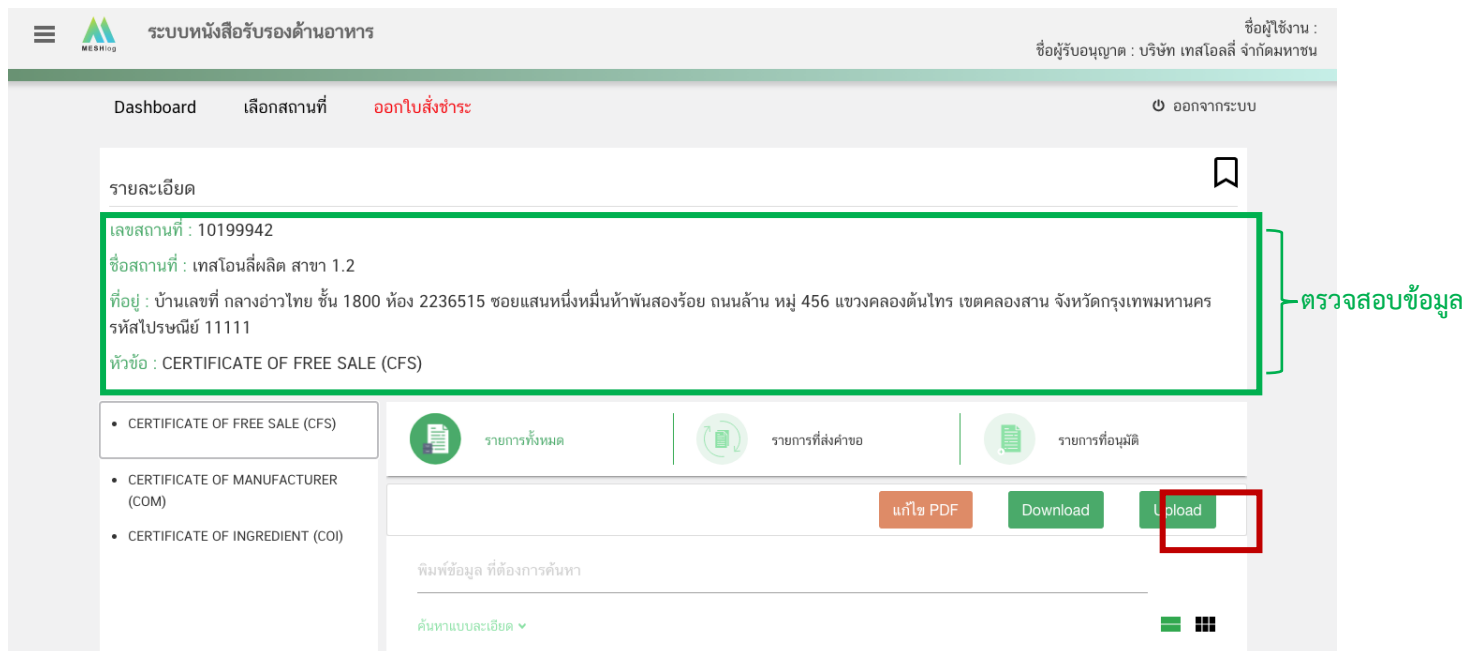 ระบบหนังสือรับรองด้านอาหาร
MESHlog
ชื่อผู้ใช้งาน :
ชื่อผู้รับอนุญาต : บริษัท เทสโอลลี่ จำกัดมหาชน
Dashboard เลือกสถานที่ ออกใบสั่งชำระ ออกจากระบบ
รายละเอียด
เลขสถานที่ : 10199942
ชื่อสถานที่ : เทสโอนลี่ผลิต สาขา 1.2
ที่อยู่ : บ้านเลขที่ กลางอ่าวไทย ชั้น 1800 ห้อง 2236515 ซอยแสนหนึ่งหมื่นห้าพันสองร้อย ถนนล้าน หมู่ 456 แขวงคลองต้นไทร เขตคลองสาน จังหวัดกรุงเทพมหานคร
รหัสไปรษณีย์ 11111
หัวข้อ : CERTIFICATE OF FREE SALE (CFS)
ตรวจสอบข้อมูล
• CERTIFICATE OF FREE SALE (CFS)
• CERTIFICATE OF MANUFACTURER
(COM)
• CERTIFICATE OF INGREDIENT (COI)
รายการทั้งหมด รายการที่ส่งคำขอ รายการที่อนุมัติ
แก้ไข PDF Download Upload
พิมพ์ข้อมูล ที่ต้องการค้นหา
ค้นหาแบบละเอียด